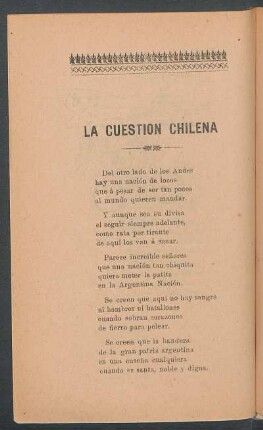 LA CUESTION CHILENA
Del otro lado de los Andes
hay una nación de locos
que á pesar de ser tan pocos
al mundo quieren mandar.
Y aunque sea su divisa
el seguir siempre adelante,
como rata por tirante
de aquí los van á sacar.
Parece increible señores
que una nación tan chiquita
quiera meter la patita
en la Argentina Nación.
Se creen que aquí no hay sangre
ni hombres ni batallones
cuando sobran corazones
de fierro para pelear.
Se creen que la bandera
de la gran patria argentina
es una cualquiera
cuando es santa, noble y digna.